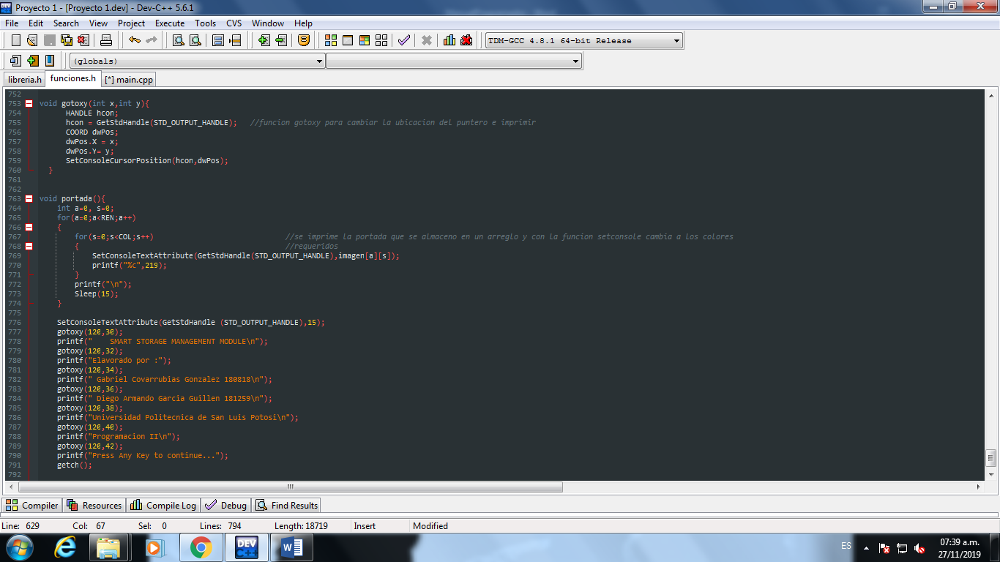 Proyecto 1 - [Proyecto 1.dev] - Dev-C++ 5.6.1
File Edit Search View Project Execute Tools CVS Window Help
TDM-GCC 4.8.1 64-bit Release
(globals)
libreria.h funciones.h [*] main.cpp
752
753 void gotoxy(int x,int y){
754 HANDLE hcon;
755 hcon = GetStdHandle(STD_OUTPUT_HANDLE); //funcion gotoxy para cambiar la ubicacion del puntero e imprimir
756 COORD dwPos;
757 dwPos.X = x;
758 dwPos.Y= y;
759 SetConsoleCursorPosition(hcon,dwPos);
760 }
761
762
763 void portada(){
764 int a=0, s=0;
765 for(a=0;a<REN;a++)
766 {
767 for(s=0;s<COL;s++) //se imprime la portada que se almaceno en un arreglo y con la funcion setconsole cambia a los colores
768 { //requeridos
769 SetConsoleTextAttribute(GetStdHandle(STD_OUTPUT_HANDLE),imagen[a][s]);
770 printf("%c",219);
771 }
772 printf("\n");
773 Sleep(15);
774 }
775
776 SetConsoleTextAttribute(GetStdHandle (STD_OUTPUT_HANDLE),15);
777 gotoxy(120,30);
778 printf("    SMART STORAGE MANAGEMENT MODULE\n");
779 gotoxy(120,32);
780 printf("Elavorado por :");
781 gotoxy(120,34);
782 printf(" Gabriel Covarrubias Gonzalez 180818\n");
783 gotoxy(120,36);
784 printf(" Diego Armando Garcia Guillen 181259\n");
785 gotoxy(120,38);
786 printf("Universidad Politecnica de San Luis Potosi\n");
787 gotoxy(120,40);
788 printf("Programacion II\n");
789 gotoxy(120,42);
790 printf("Press Any Key to continue...");
791 getch();
792
Compiler Resources Compile Log Debug Find Results
Line: 629 Col: 67 Sel: 0 Lines: 794 Length: 18719 Insert Modified
DEV C++ W ES 07:39 a.m.
27/11/2019